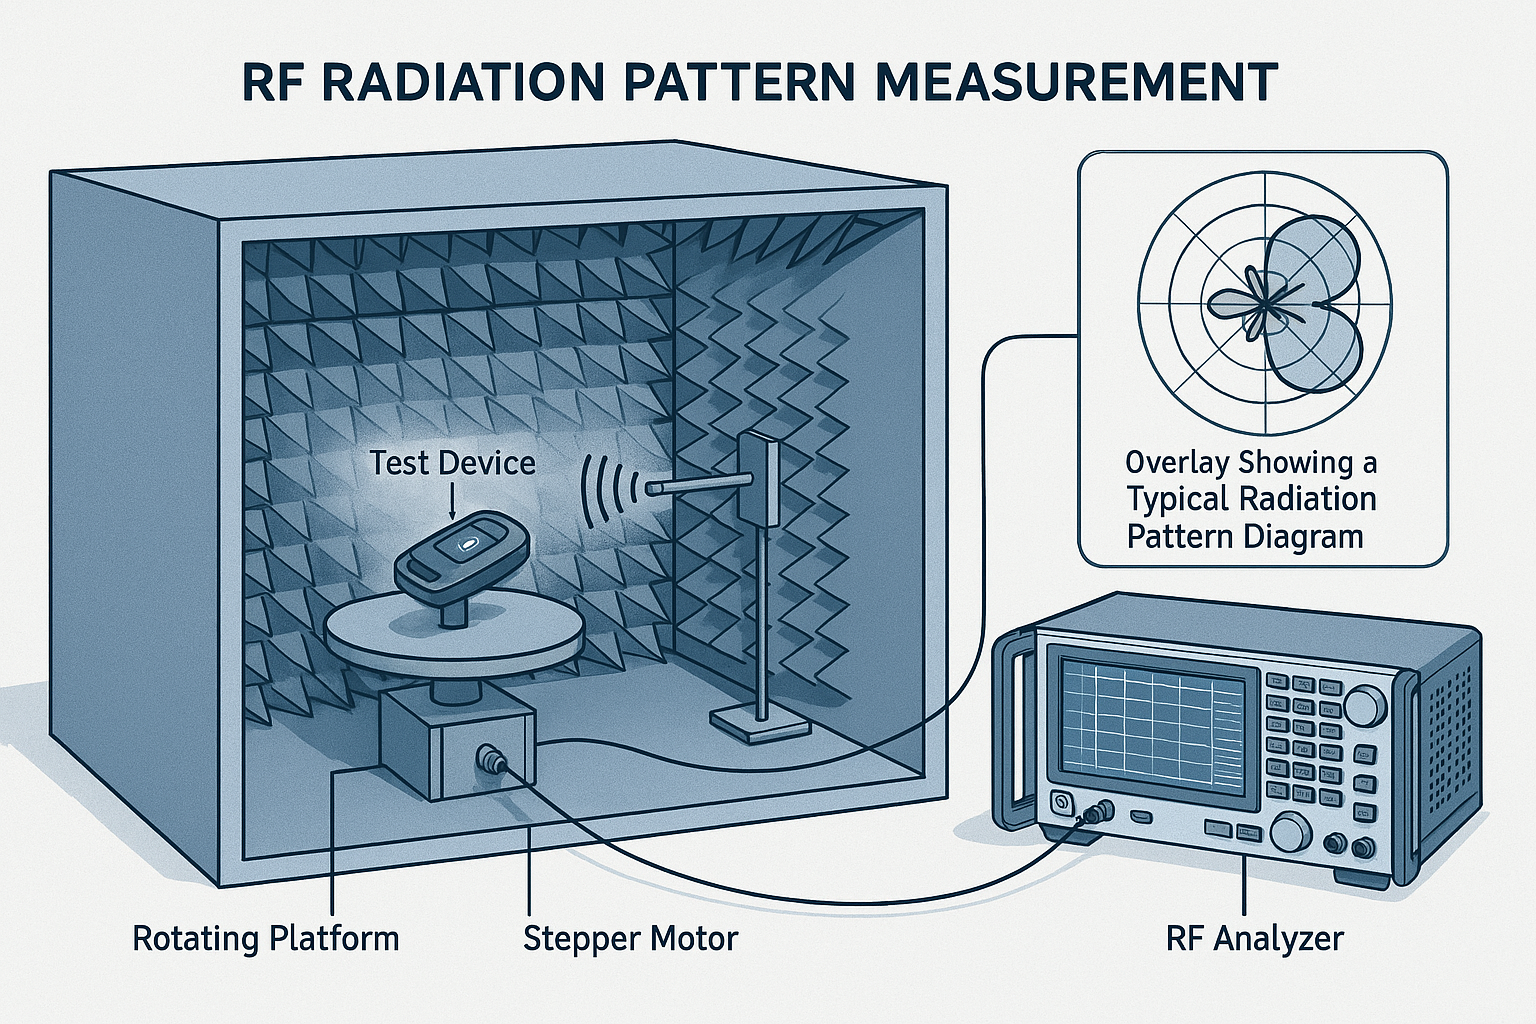 RF RADIATION PATTERN MEASUREMENT
Test Device
Overlay Showing a
Typical Radiation
Pattern Diagram
Rotating Platform
Stepper Motor
RF Analyzer